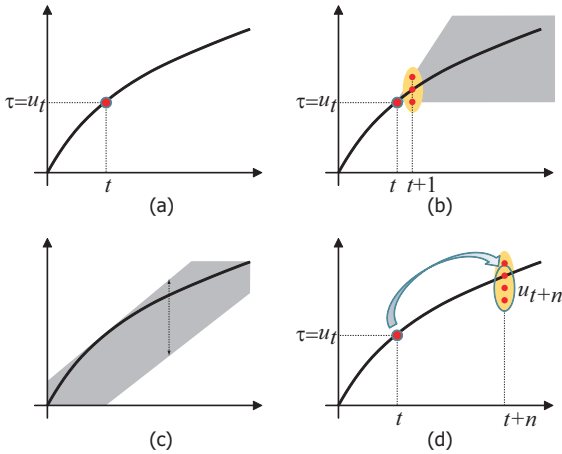 τ=u_t
t
(a)
τ=u_t
t t+1
(b)
(c)
τ=u_t
u_{t+n}
t
t+n
(d)